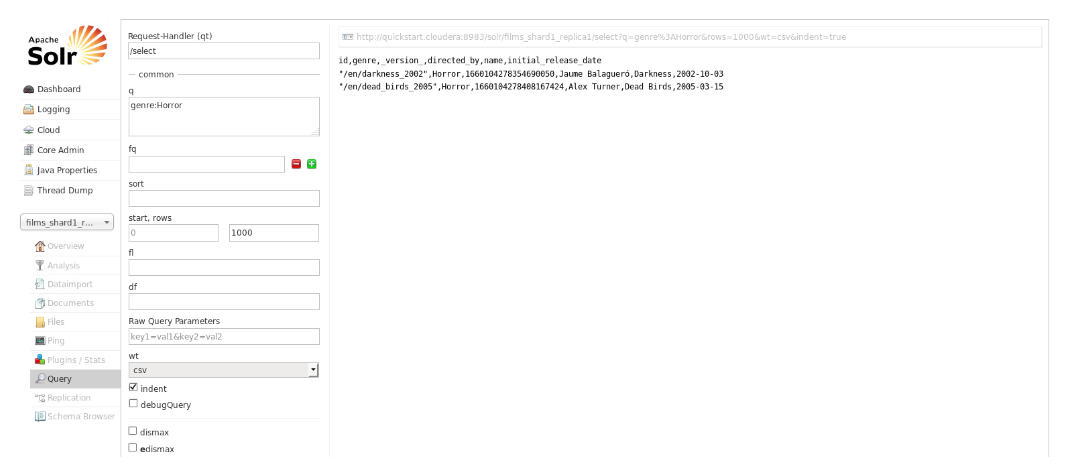 Apache
Solr
Dashboard
Logging
Cloud
Core Admin
Java Properties
Thread Dump
films_shard1_r...
Overview
Analysis
Dataimport
Documents
Files
Ping
Plugins / Stats
Query
Replication
Schema Browser
Request-Handler (qt)
/select
common
q
genre:Horror
fq
sort
start, rows
0
1000
fl
df
Raw Query Parameters
key1=val1&key2=val2
wt
csv
indent
debugQuery
dismax
edismax
http://quickstart.cloudera:8983/solr/films_shard1_replica1/select?q=genre%3AHorror&rows=1000&wt=csv&indent=true
id,genre,_version_,directed_by,name,initial_release_date
"/en/darkness_2002",Horror,1660104278354690050,Jaume Balagueró,Darkness,2002-10-03
"/en/dead_birds_2005",Horror,1660104278408167424,Alex Turner,Dead Birds,2005-03-15